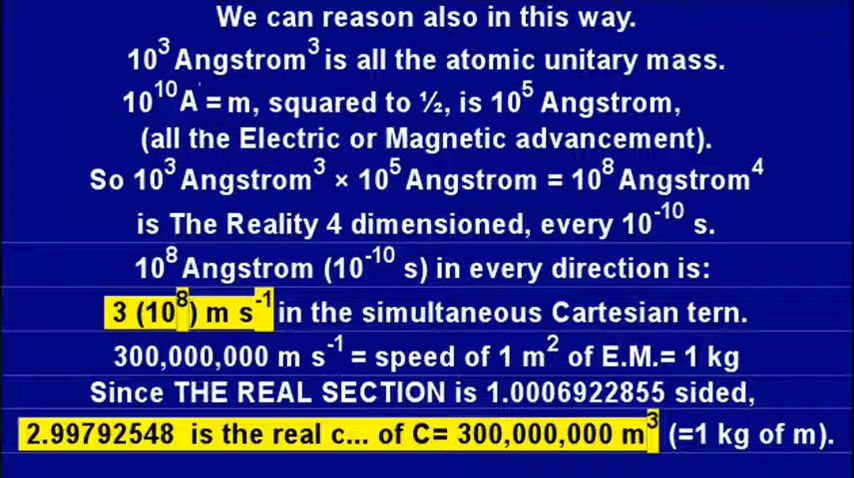 We can reason also in this way.
10³ Angstrom³ is all the atomic unitary mass.
10¹⁰ A' = m, squared to ½, is 10⁵ Angstrom,
(all the Electric or Magnetic advancement).
So 10³ Angstrom³ × 10⁵ Angstrom = 10⁸ Angstrom⁴
is The Reality 4 dimensioned, every 10⁻¹⁰ s.
10⁸ Angstrom (10⁻¹⁰ s) in every direction is:
3 (10⁸) m s⁻¹ in the simultaneous Cartesian tern.
300,000,000 m s⁻¹ = speed of 1 m² of E.M.= 1 kg
Since THE REAL SECTION is 1.0006922855 sided,
2.99792548 is the real c... of C= 300,000,000 m³ (=1 kg of m).